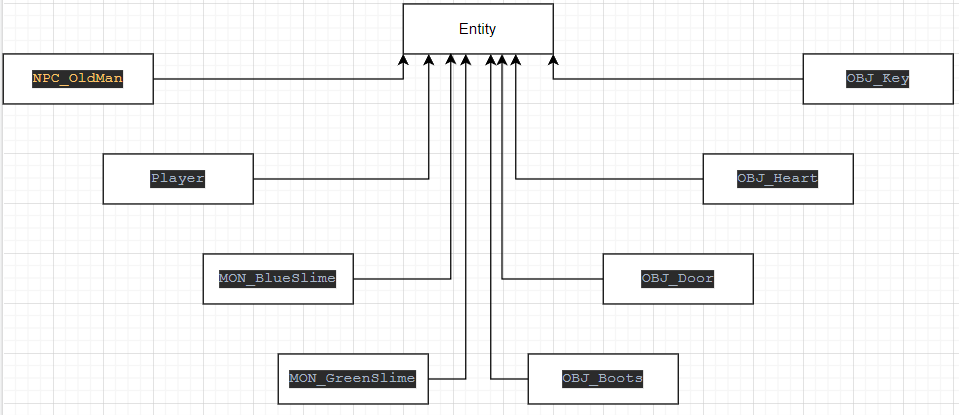 Entity
NPC_OldMan
OBJ_Key
Player
OBJ_Heart
MON_BlueSlime
OBJ_Door
MON_GreenSlime
OBJ_Boots